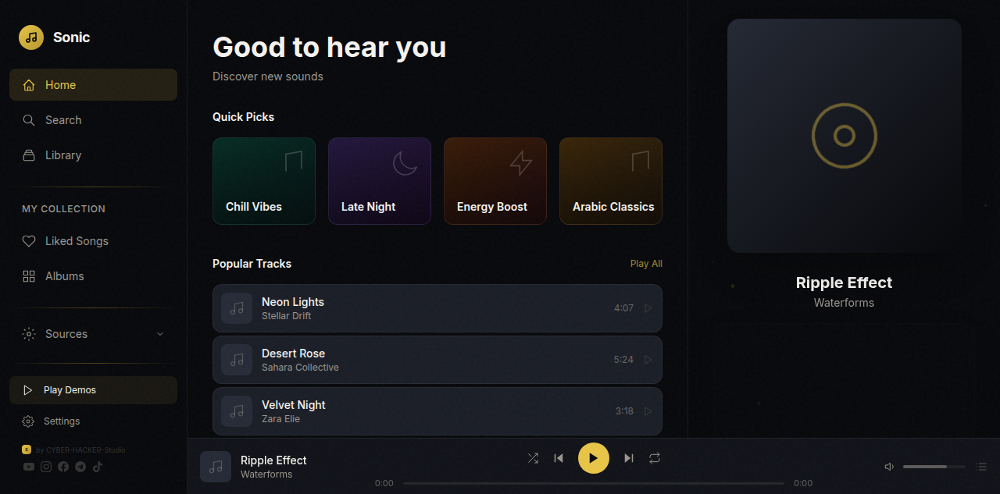 Sonic
Home
Search
Library
MY COLLECTION
Liked Songs
Albums
Sources
Play Demos
Settings
by CYBER-HACKER-Studio
Good to hear you
Discover new sounds
Quick Picks
Chill Vibes
Late Night
Energy Boost
Arabic Classics
Popular Tracks
Play All
Neon Lights
Stellar Drift
4:07
Desert Rose
Sahara Collective
5:24
Velvet Night
Zara Elie
3:18
Ripple Effect
Waterforms
Ripple Effect
Waterforms
0:00
0:00